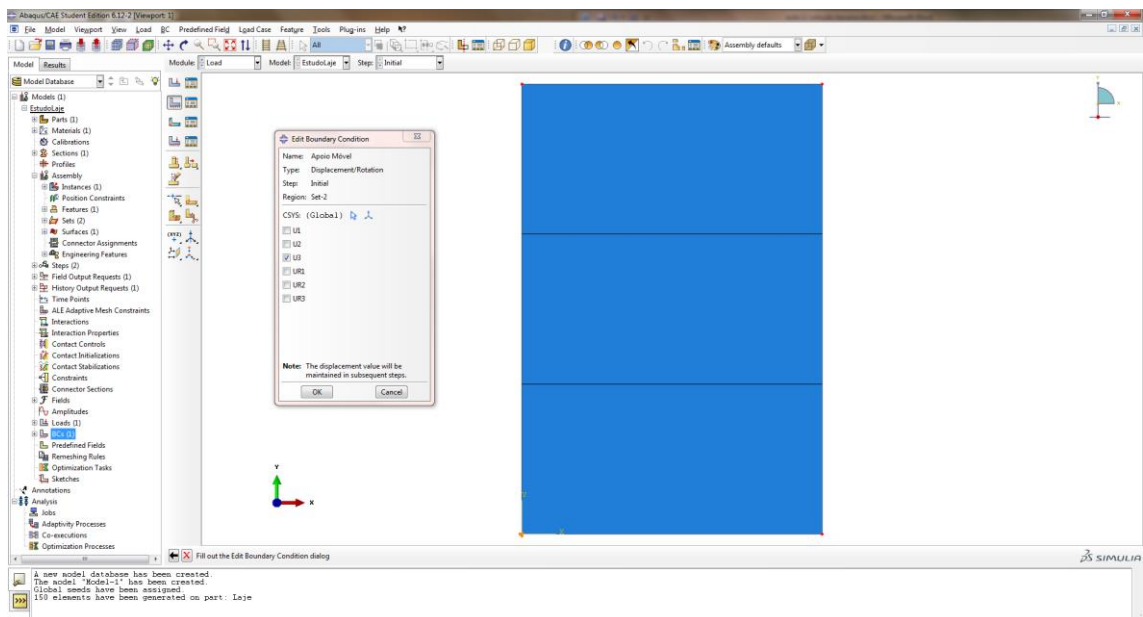 Abaqus/CAE Student Edition 6.12-2 [Viewport: 1]
File Model Viewport View Load BC Predefined Field Load Case Feature Tools Plug-ins Help
All
Assembly defaults
Model Results
Module: Load Model: EstudoLaje Step: Initial
Model Database
Models (1)
EstudoLaje
Parts (1)
Materials (1)
Calibrations
Sections (1)
Profiles
Assembly
Instances (1)
Position Constraints
Features (1)
Sets (2)
Surfaces (1)
Connector Assignments
Engineering Features
Steps (2)
Field Output Requests (1)
History Output Requests (1)
Time Points
ALE Adaptive Mesh Constraints
Interactions
Interaction Properties
Contact Controls
Contact Initializations
Contact Stabilizations
Constraints
Connector Sections
Fields
Amplitudes
Loads (1)
BCs (1)
Predefined Fields
Remeshing Rules
Optimization Tasks
Sketches
Annotations
Analysis
Jobs
Adaptivity Processes
Co-executions
Optimization Processes
Edit Boundary Condition
Name: Apoio Móvel
Type: Displacement/Rotation
Step: Initial
Region: Set-2
CSYS: (Global)
U1
U2
U3
UR1
UR2
UR3
Note: The displacement value will be
maintained in subsequent steps.
OK Cancel
Y
X
Fill out the Edit Boundary Condition dialog
SIMULIA
A new model database has been created.
The model "Model-1" has been created.
Global seeds have been assigned.
150 elements have been generated on part: Laje